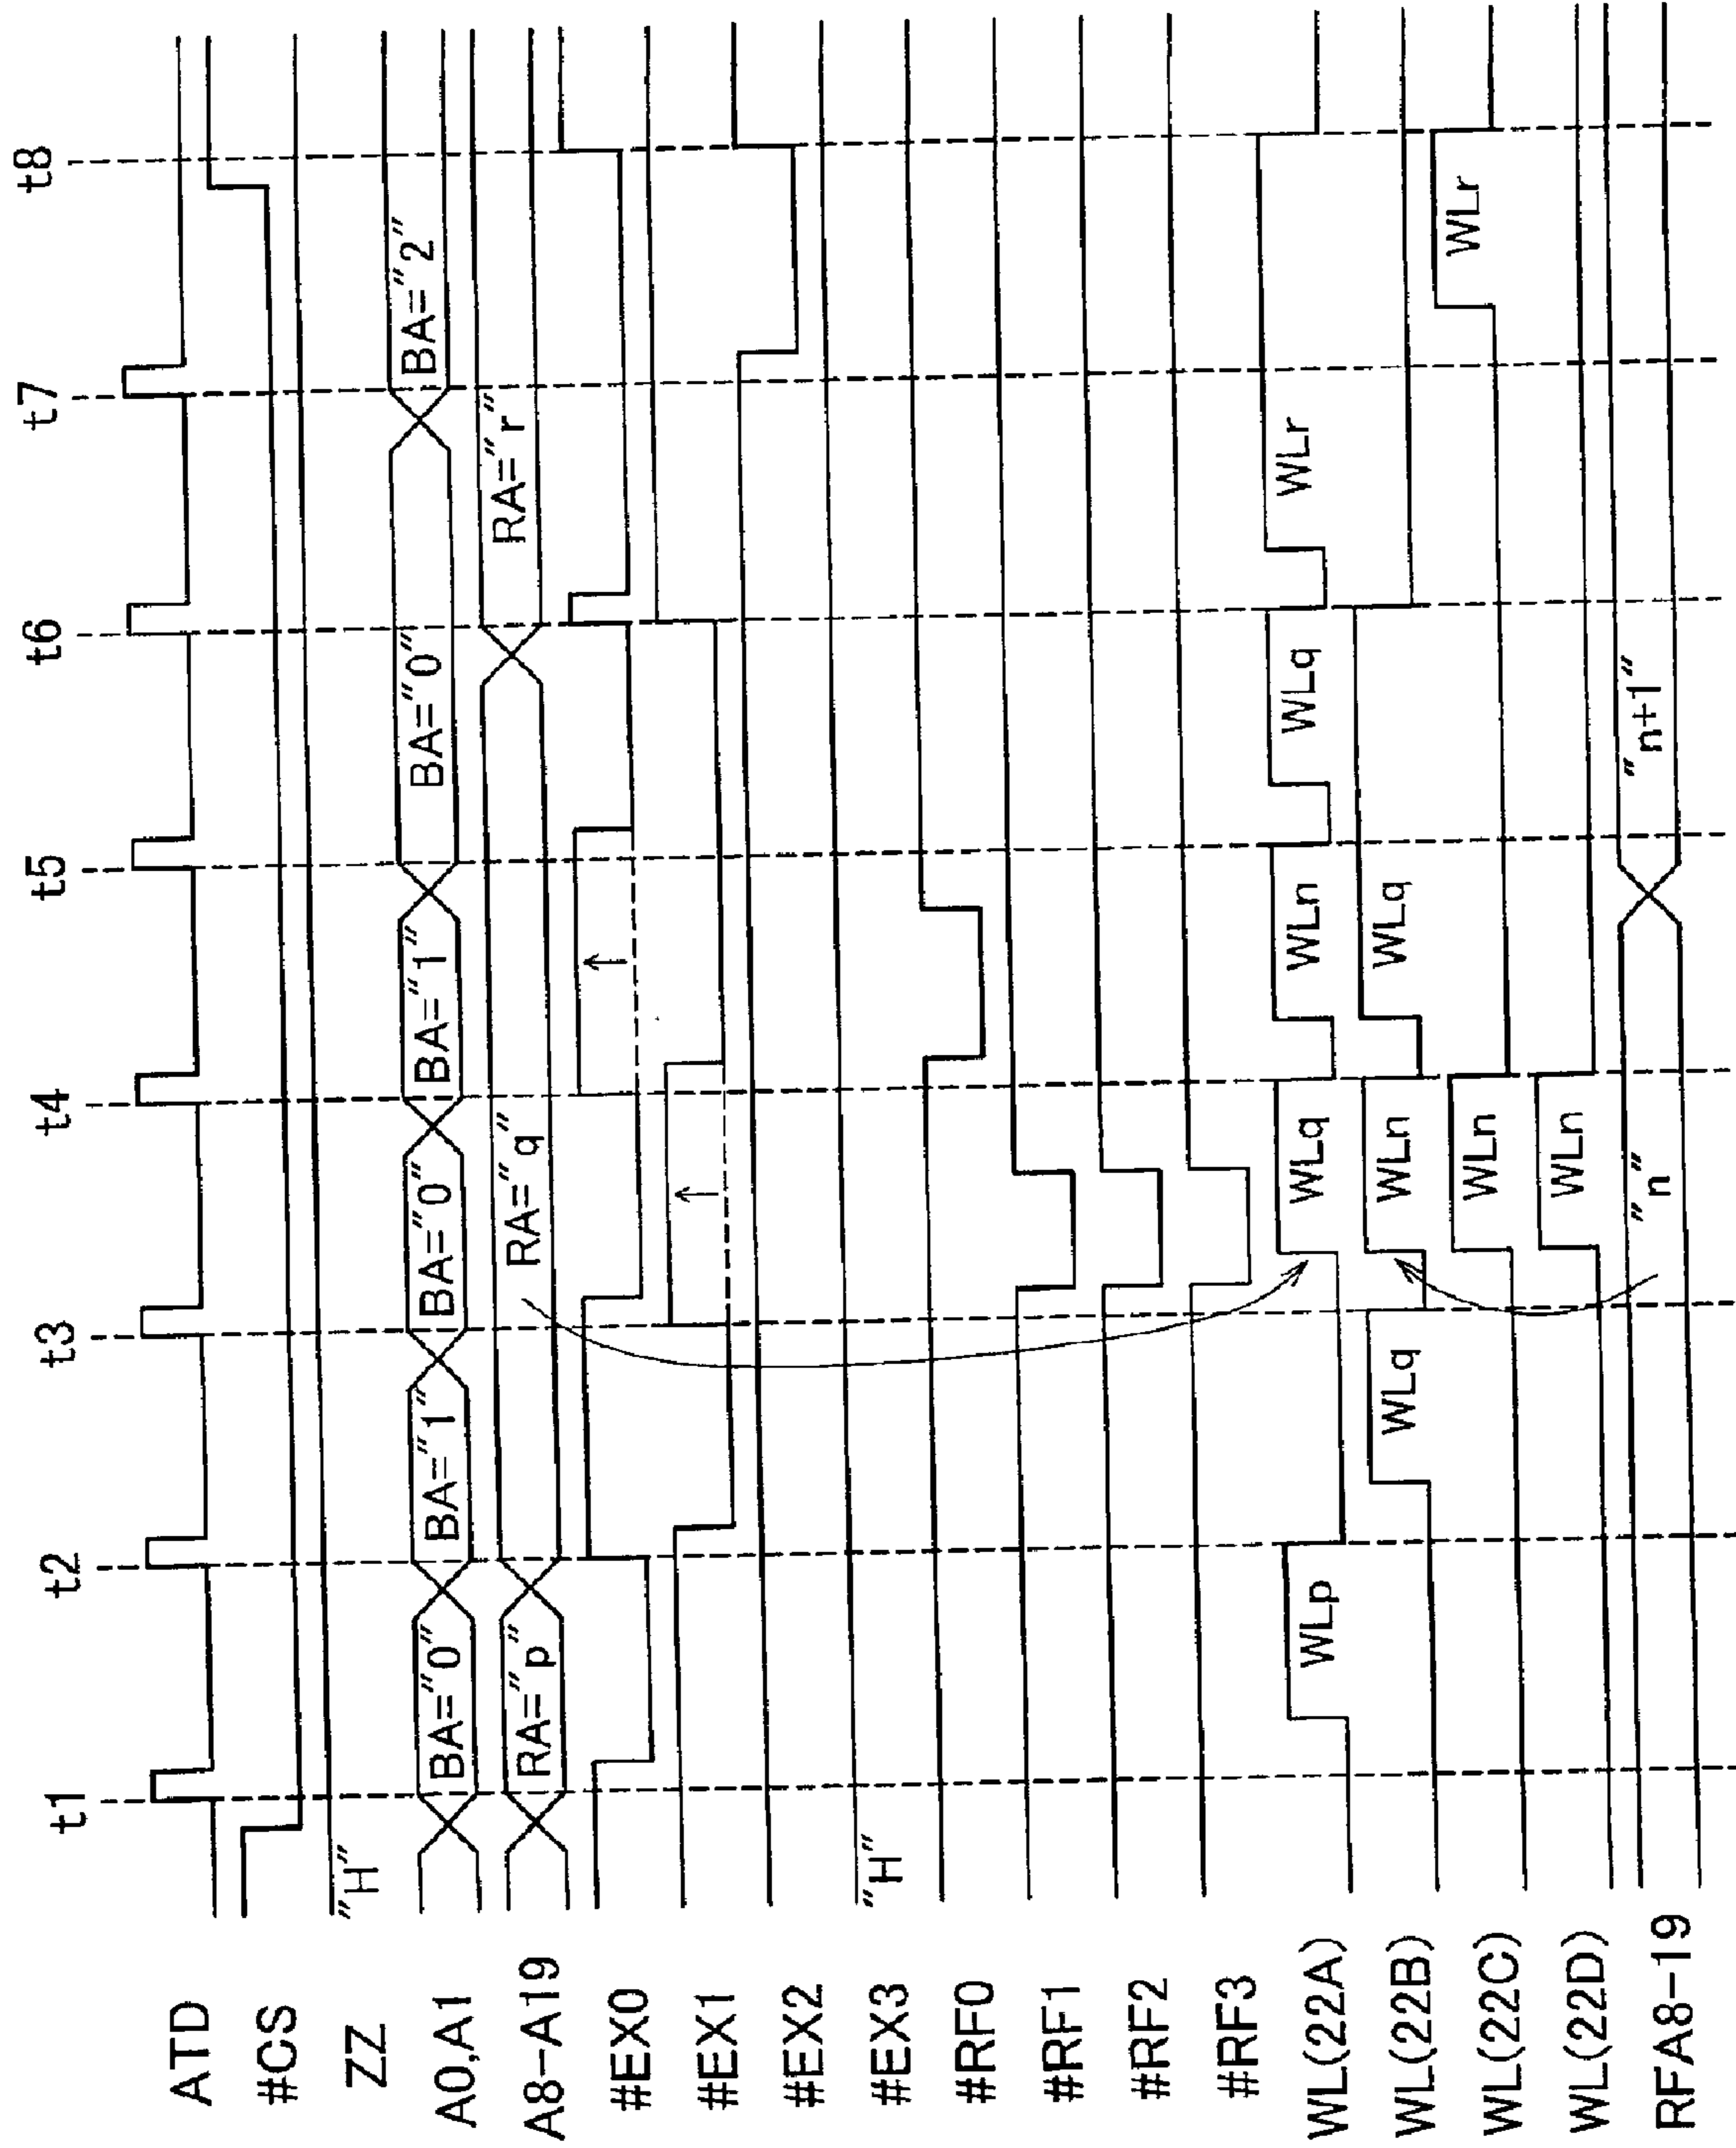 t1 t2 t3 t4 t5 t6 t7 t8
ATD
#CS
ZZ "H"
A0,A1 BA="0" BA="1" BA="0" BA="1" BA="0" BA="2"
A8-A19 RA="p" RA="q" RA="r"
#EX0
#EX1
#EX2
#EX3 "H"
#RF0
#RF1
#RF2
#RF3
WL(22A) WLp WLq WLn WLq WLr
WL(22B) WLq WLn WLq
WL(22C) WLn WLr
WL(22D) WLn
RFA8-19 "n" "n+1"